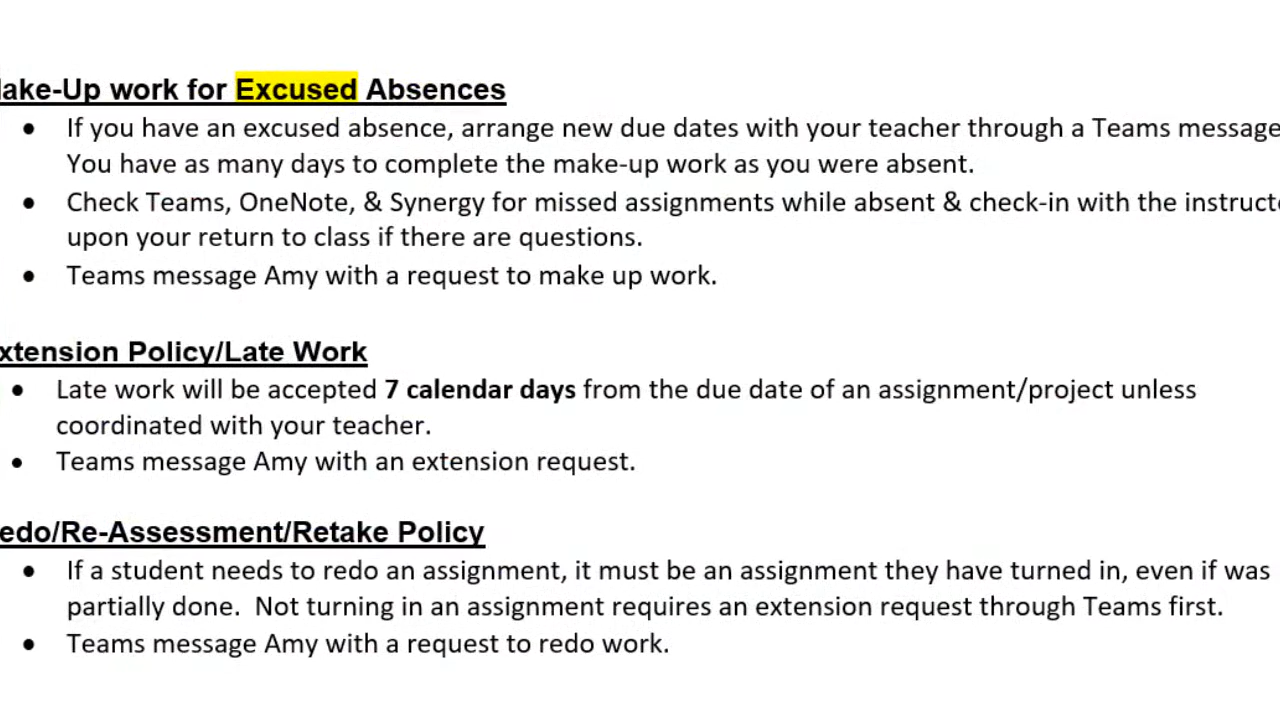 ake-Up work for Excused Absences
• If you have an excused absence, arrange new due dates with your teacher through a Teams message
You have as many days to complete the make-up work as you were absent.
• Check Teams, OneNote, & Synergy for missed assignments while absent & check-in with the instructo
upon your return to class if there are questions.
• Teams message Amy with a request to make up work.
xtension Policy/Late Work
• Late work will be accepted 7 calendar days from the due date of an assignment/project unless
coordinated with your teacher.
• Teams message Amy with an extension request.
edo/Re-Assessment/Retake Policy
• If a student needs to redo an assignment, it must be an assignment they have turned in, even if was
partially done.  Not turning in an assignment requires an extension request through Teams first.
• Teams message Amy with a request to redo work.